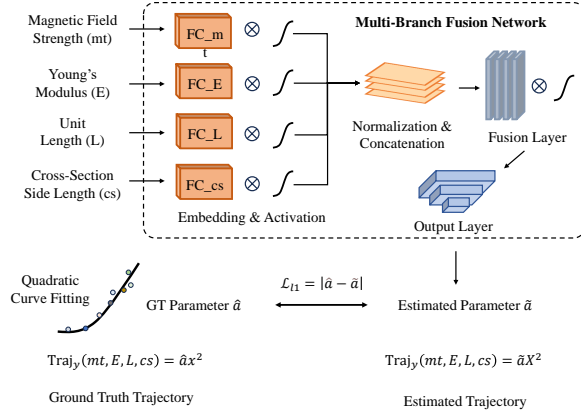 Magnetic Field
Strength (mt)
Multi-Branch Fusion Network
FC_m
t
Young's
Modulus (E)
FC_E
Unit
Length (L)
FC_L
Normalization &
Concatenation
Fusion Layer
Cross-Section
Side Length (cs)
FC_cs
Embedding & Activation
Output Layer
Quadratic
Curve Fitting
GT Parameter â
ℒ_{l1} = |â − ã|
Estimated Parameter ã
Traj_y(mt, E, L, cs) = âx²
Traj_y(mt, E, L, cs) = ãX²
Ground Truth Trajectory
Estimated Trajectory